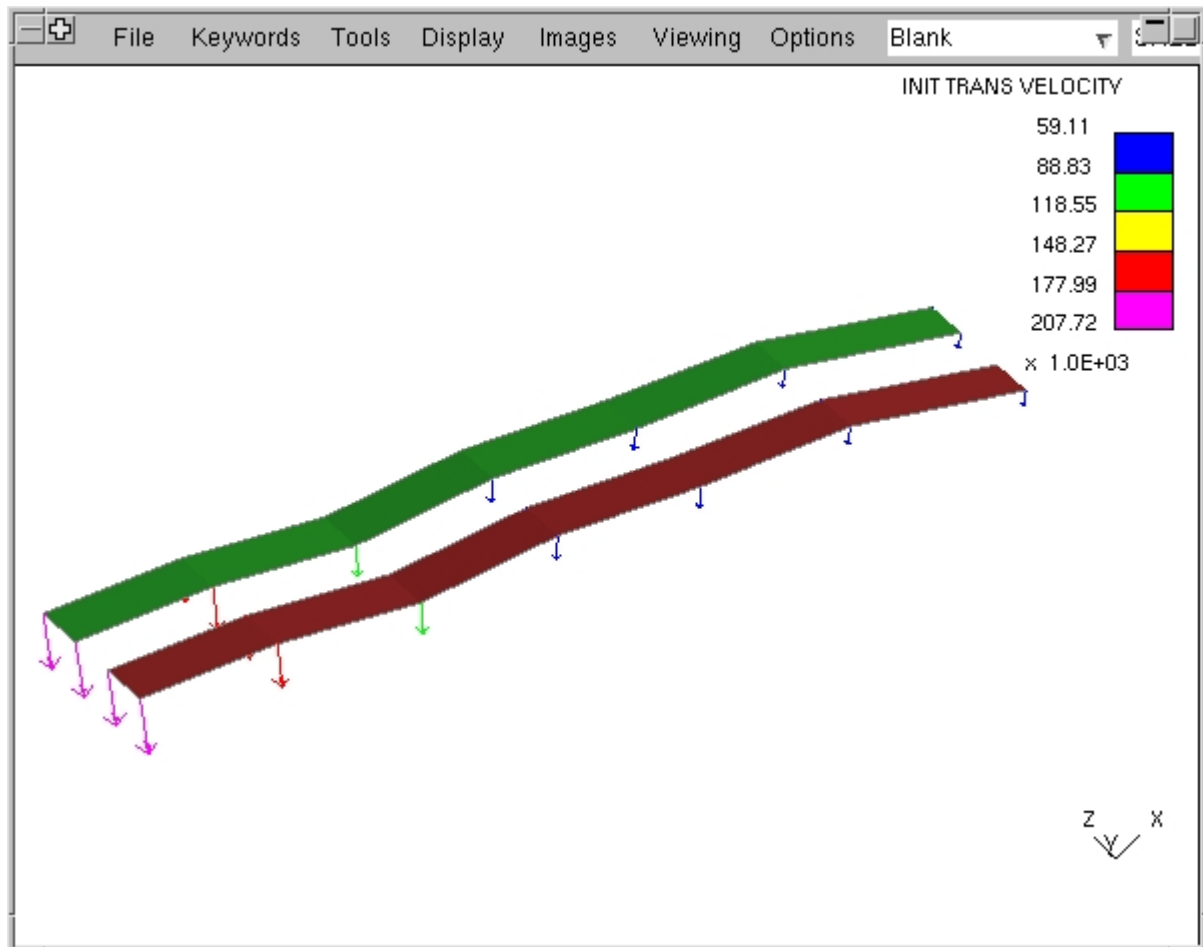 File Keywords Tools Display Images Viewing Options Blank
INIT TRANS VELOCITY
59.11
88.83
118.55
148.27
177.99
207.72
x 1.0E+03
Z Y X